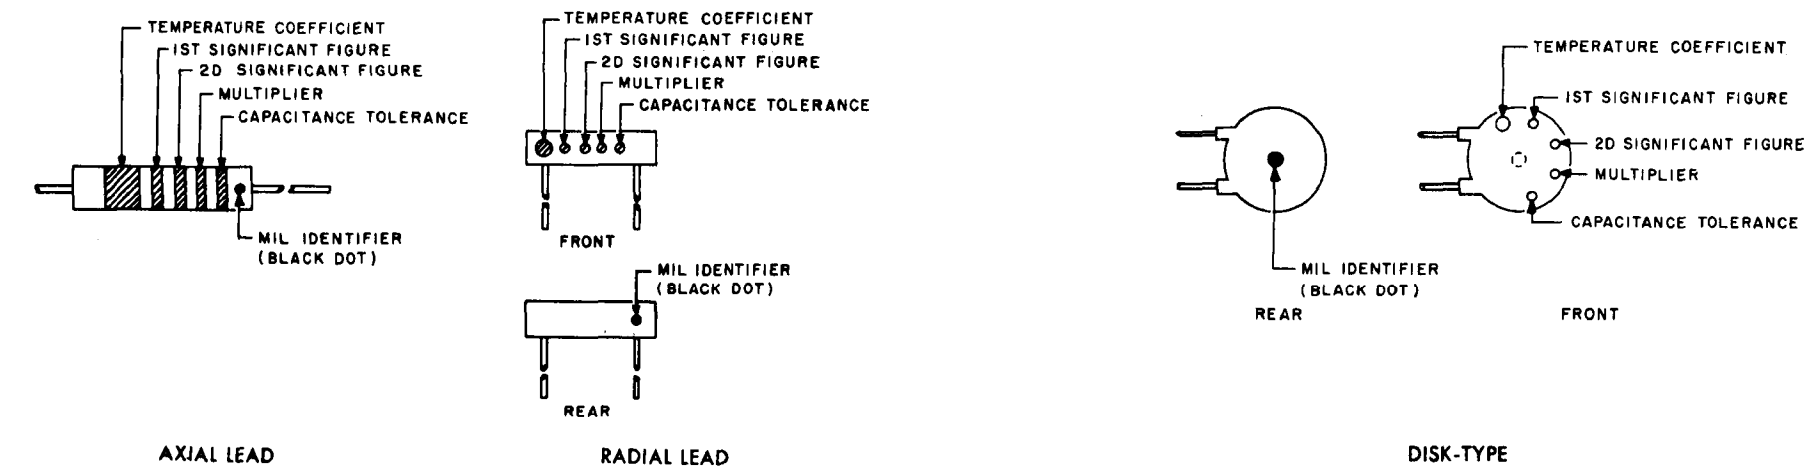 TEMPERATURE COEFFICIENT
1ST SIGNIFICANT FIGURE
2D SIGNIFICANT FIGURE
MULTIPLIER
CAPACITANCE TOLERANCE
MIL IDENTIFIER
(BLACK DOT)
AXIAL LEAD
TEMPERATURE COEFFICIENT
1ST SIGNIFICANT FIGURE
2D SIGNIFICANT FIGURE
MULTIPLIER
CAPACITANCE TOLERANCE
FRONT
MIL IDENTIFIER
(BLACK DOT)
REAR
RADIAL LEAD
MIL IDENTIFIER
(BLACK DOT)
REAR
TEMPERATURE COEFFICIENT
1ST SIGNIFICANT FIGURE
2D SIGNIFICANT FIGURE
MULTIPLIER
CAPACITANCE TOLERANCE
FRONT
DISK-TYPE